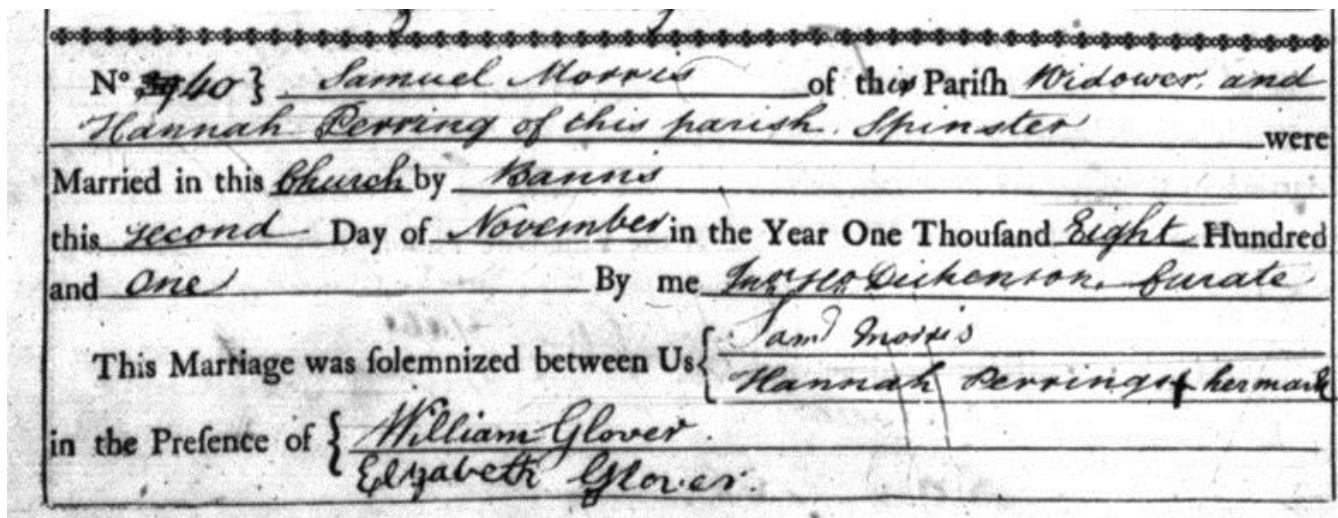 Nº 40 } Samuel Morris of this Pariſh Widower, and
Hannah Perring of this parish. Spinster were
Married in this Church by Banns
this second Day of November in the Year One Thouſand Eight Hundred
and One By me Dickenson, Curate
This Marriage was ſolemnized between Us { Saml Morris
Hannah Perring X her mark
in the Preſence of { William Glover.
Elizabeth Glover.